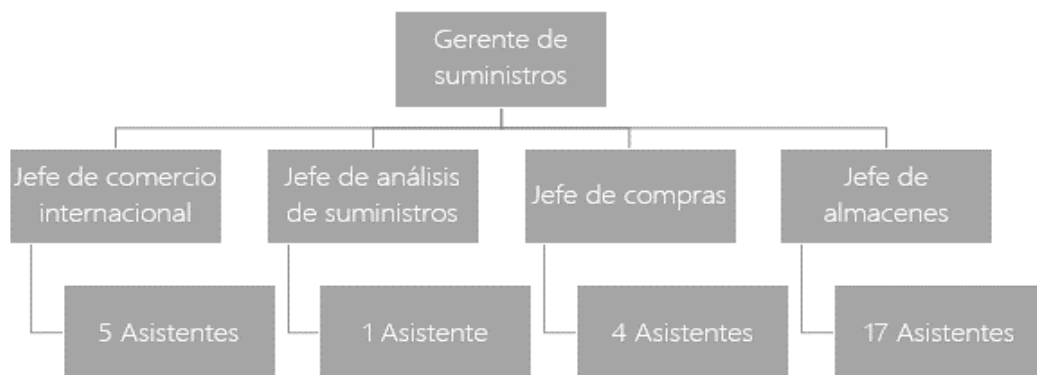 Gerente de
suministros
Jefe de comercio
internacional
Jefe de análisis
de suministros
Jefe de compras
Jefe de
almacenes
5 Asistentes
1 Asistente
4 Asistentes
17 Asistentes